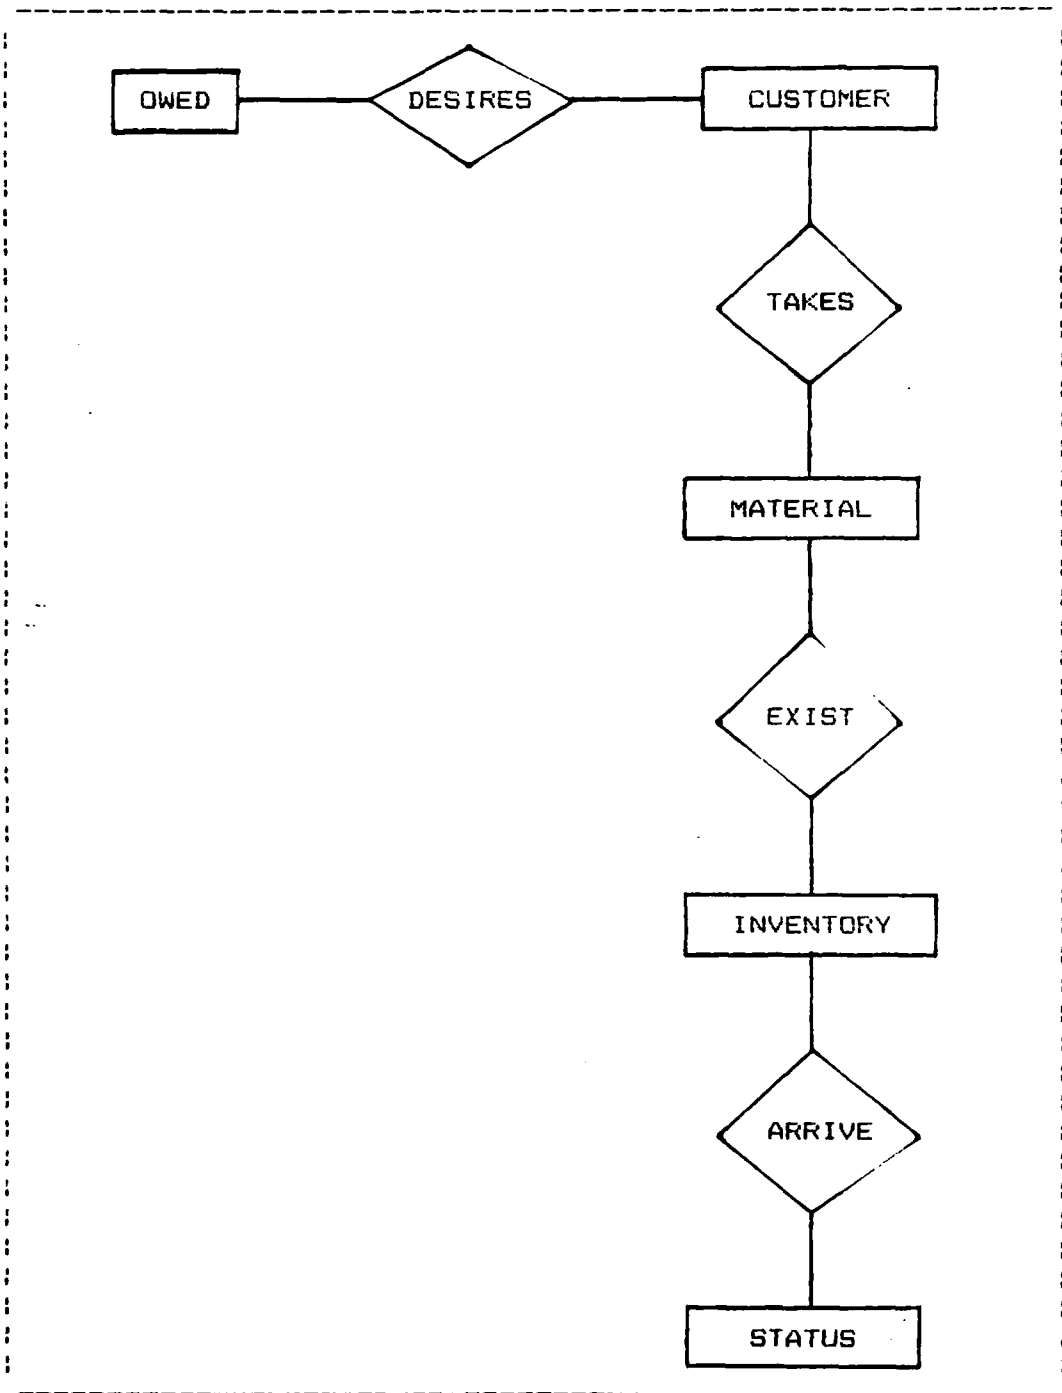 OWED DESIRES CUSTOMER
TAKES
MATERIAL
EXIST
INVENTORY
ARRIVE
STATUS